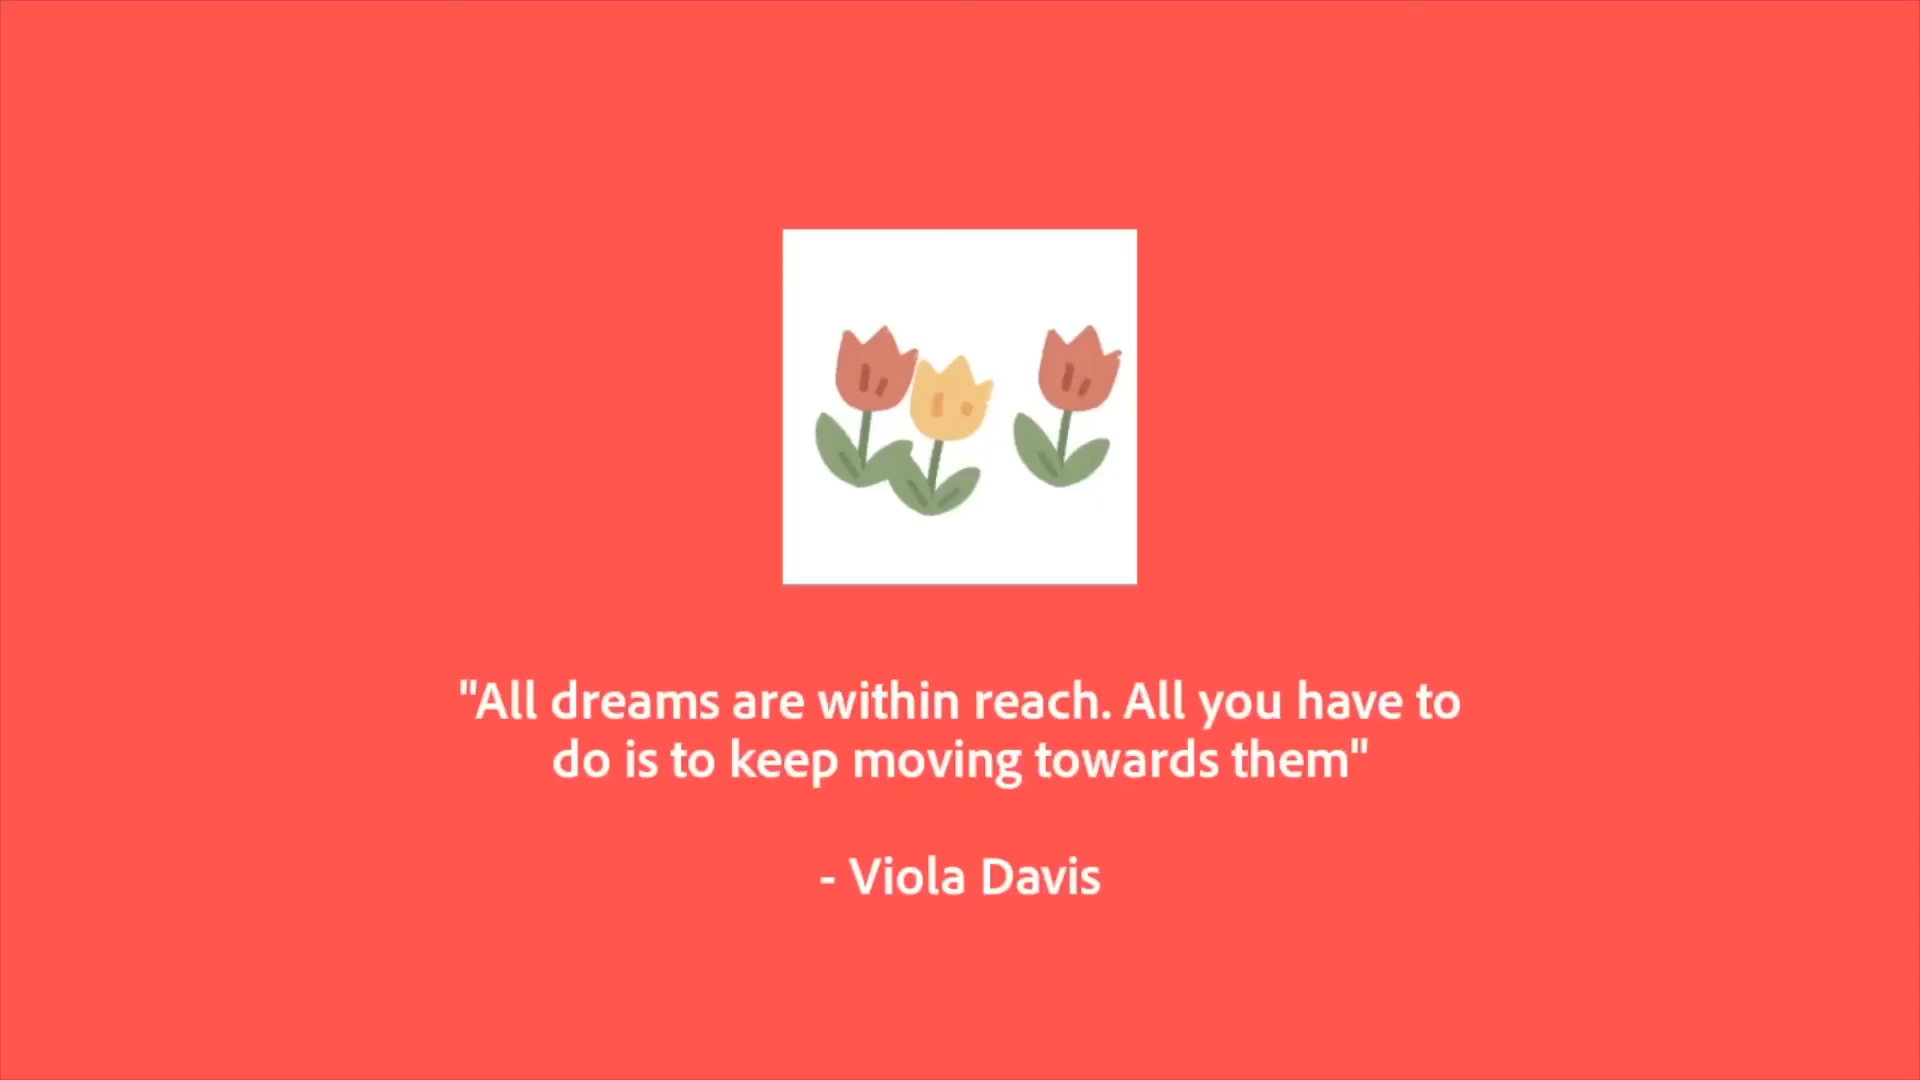 "All dreams are within reach. All you have to
do is to keep moving towards them"
- Viola Davis